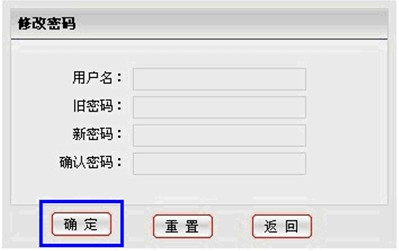 修改密码
用户名：
旧密码：
新密码：
确认密码：
确 定 重 置 返 回